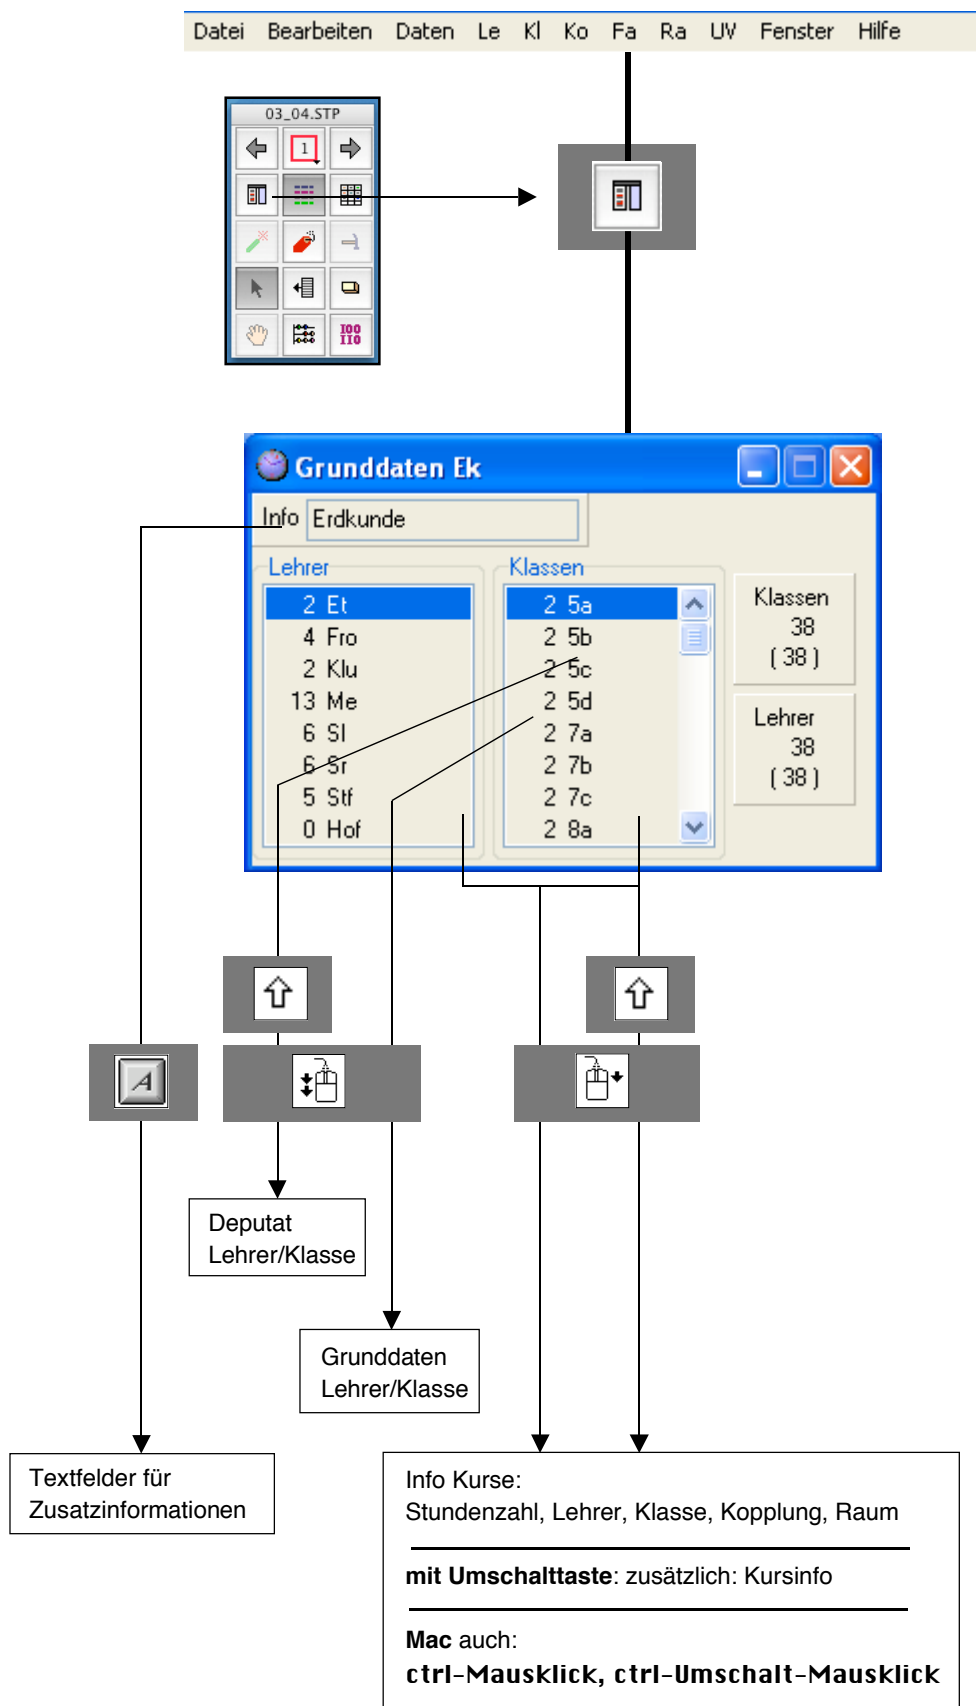 Datei Bearbeiten Daten Le Kl Ko Fa Ra UV Fenster Hilfe
03_04.STP
1
100
110
Grunddaten Ek
Info Erdkunde
Lehrer
2 Et
4 Fro
2 Klu
13 Me
6 Sl
6 Sr
5 Stf
0 Hof
Klassen
2 5a
2 5b
2 5c
2 5d
2 7a
2 7b
2 7c
2 8a
Klassen
38
( 38 )
Lehrer
38
( 38 )
A
Deputat
Lehrer/Klasse
Grunddaten
Lehrer/Klasse
Textfelder für
Zusatzinformationen
Info Kurse:
Stundenzahl, Lehrer, Klasse, Kopplung, Raum
mit Umschalttaste: zusätzlich: Kursinfo
Mac auch:
ctrl-Mausklick, ctrl-Umschalt-Mausklick